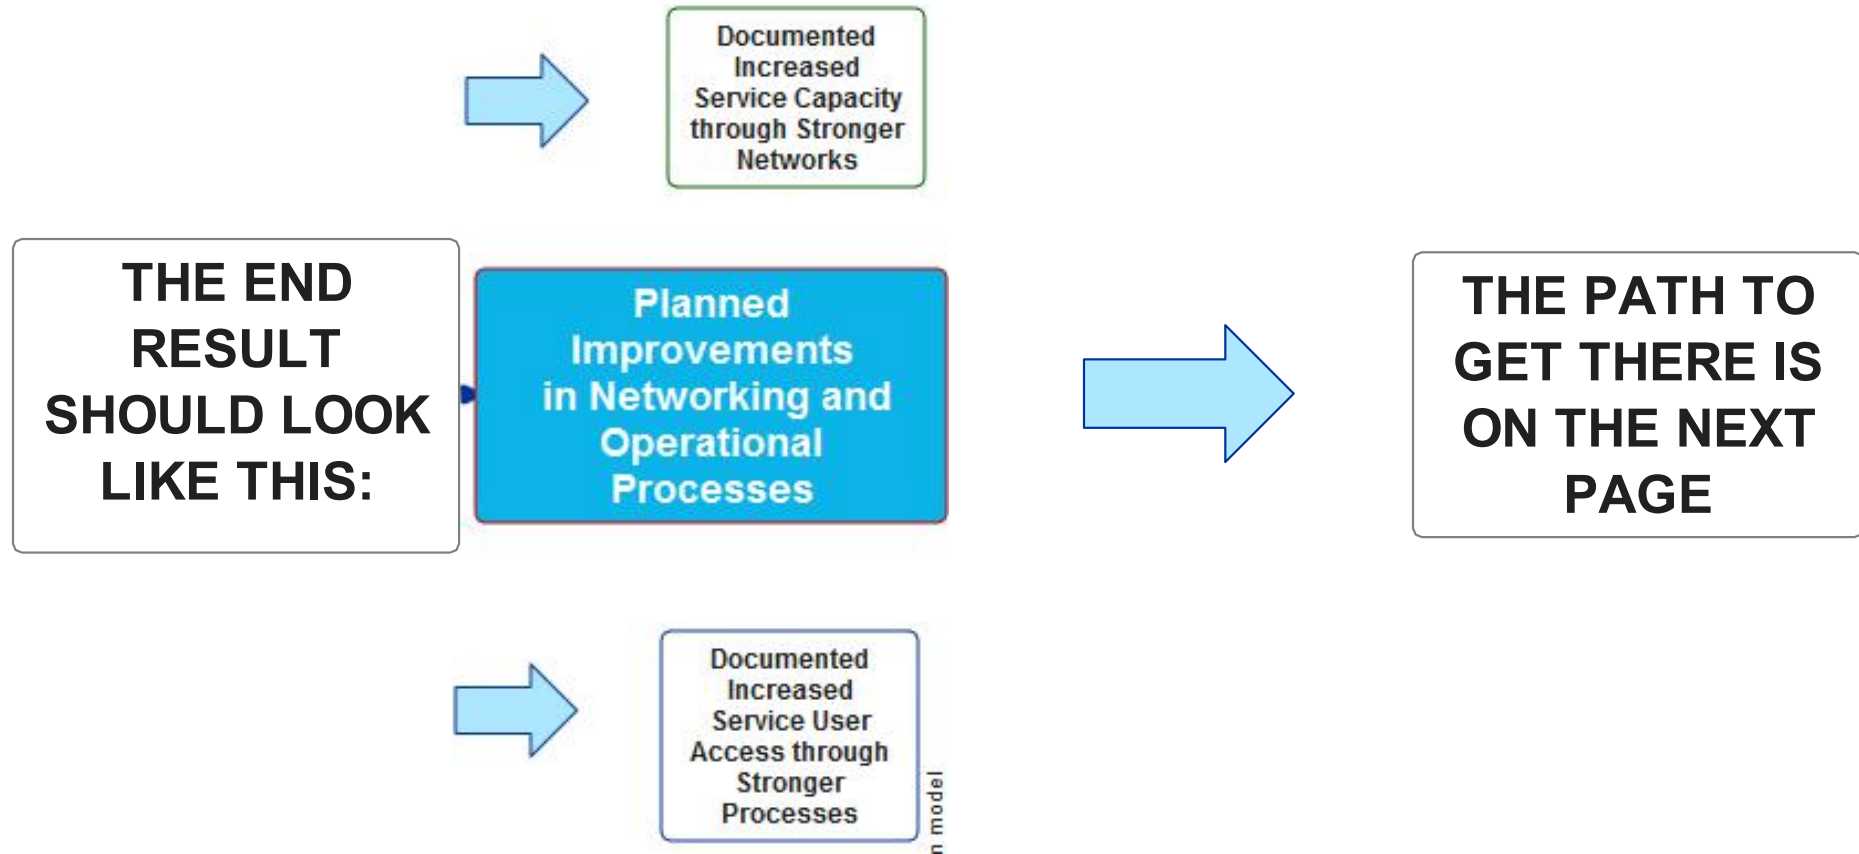 Documented
Increased
Service Capacity
through Stronger
Networks
THE END
RESULT
SHOULD LOOK
LIKE THIS:
Planned
Improvements
in Networking and
Operational
Processes
THE PATH TO
GET THERE IS
ON THE NEXT
PAGE
Documented
Increased
Service User
Access through
Stronger
Processes
n model